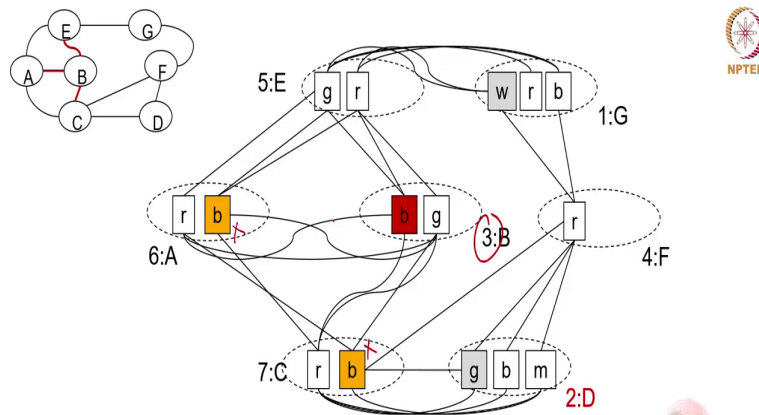 E G
A B F
C D
NPTEL
5:E g r w r b 1:G
r b b g 3:B r
6:A 4:F
7:C r b g b m
2:D